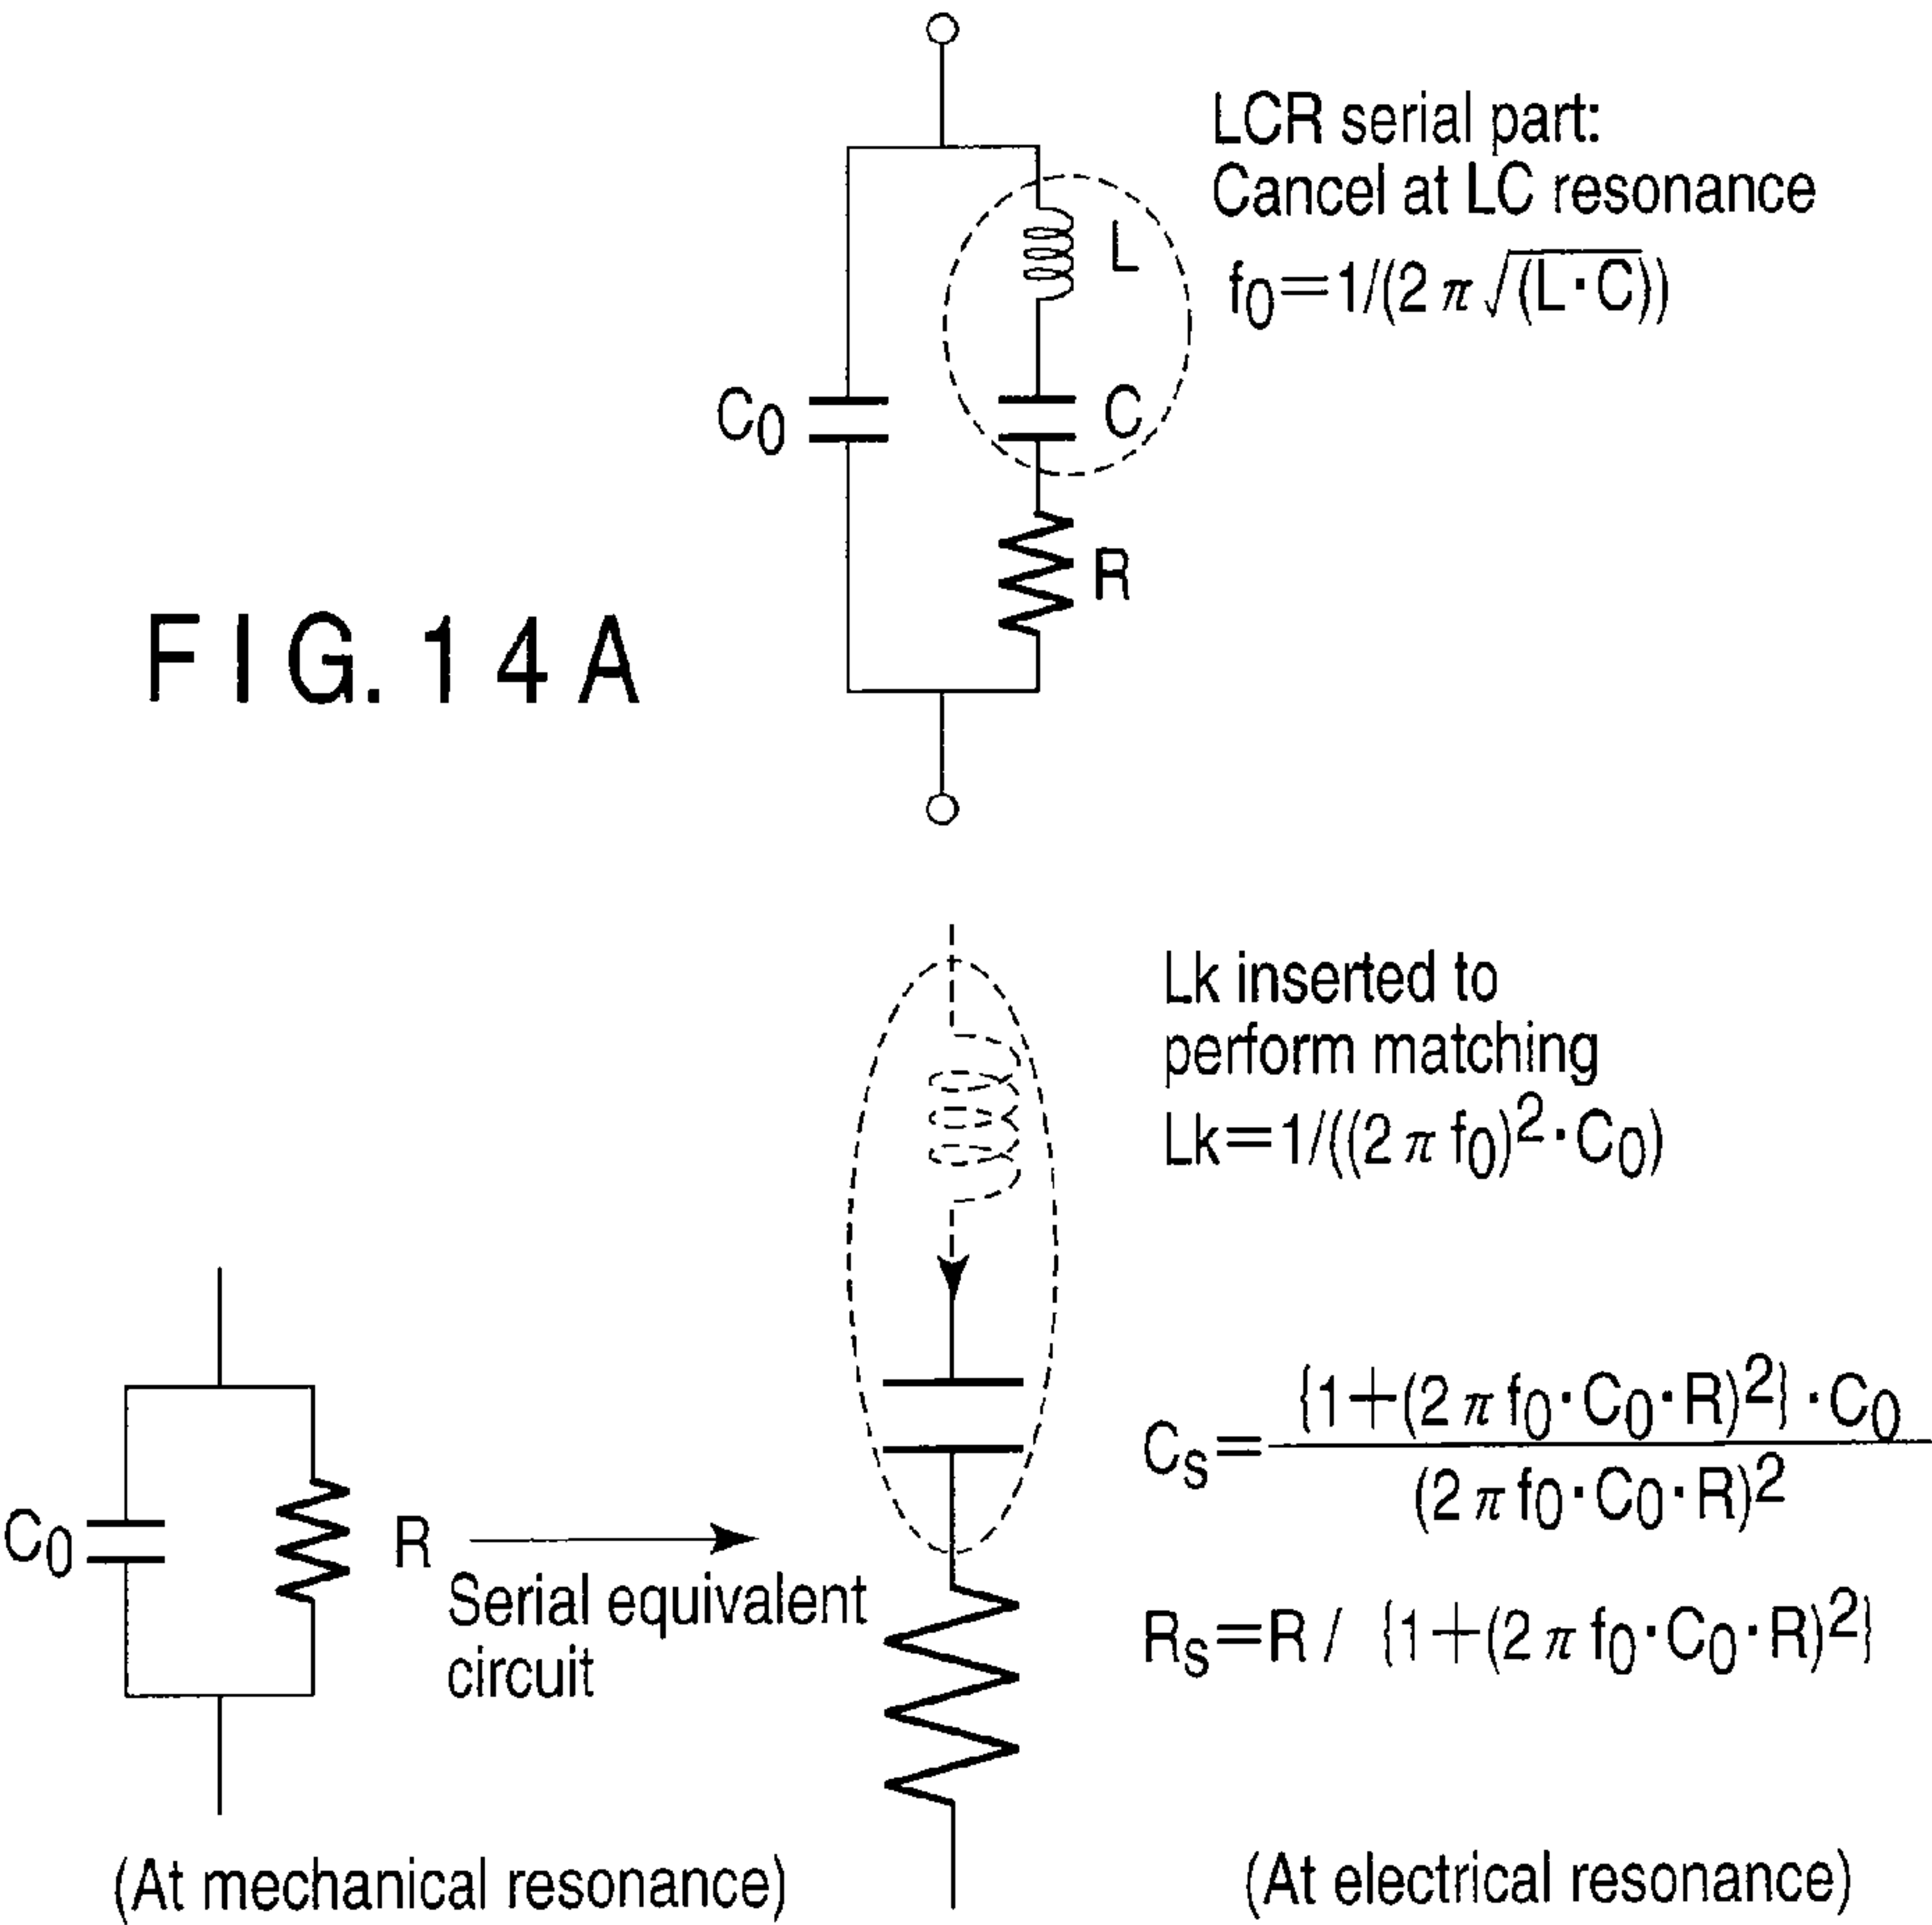 LCR serial part:
Cancel at LC resonance
f0=1/(2π√(L·C))
L
C0
C
R
FIG. 14A
Lk inserted to
perform matching
Lk=1/((2πf0)²·C0)
Cs={1+(2πf0·C0·R)²}·C0
(2πf0·C0·R)²
C0
R
Serial equivalent
circuit
Rs=R/ {1+(2πf0·C0·R)²}
(At mechanical resonance)
(At electrical resonance)